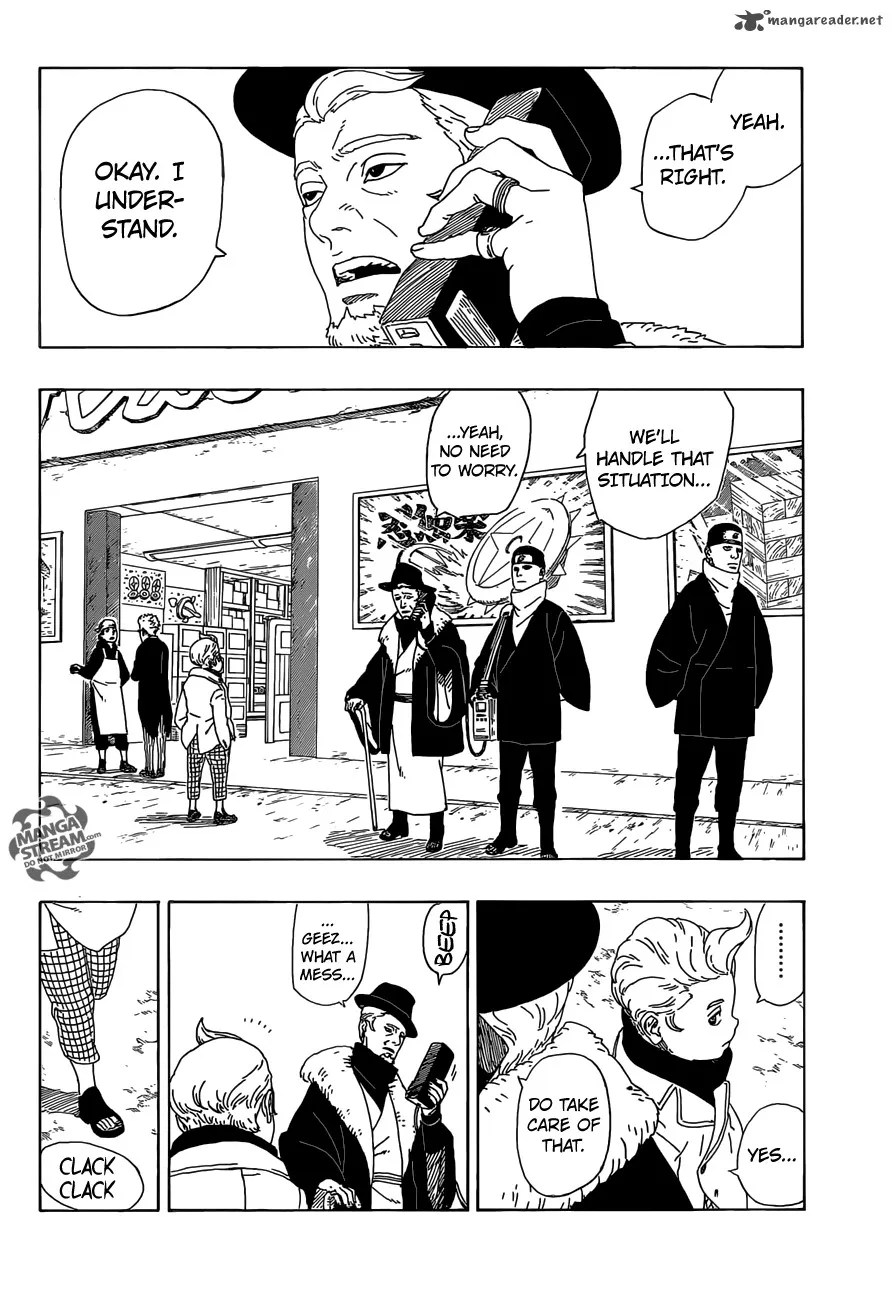 mangareader.net
YEAH.
...THAT'S
RIGHT.
OKAY. I
UNDER-
STAND.
WE'LL
HANDLE THAT
SITUATION...
...YEAH,
NO NEED
TO WORRY.
MANGA
STREAM.com
DO NOT MIRROR
.........
DO TAKE
CARE OF
THAT.
YES...
BEEP
...
GEEZ...
WHAT A
MESS...
CLACK
CLACK